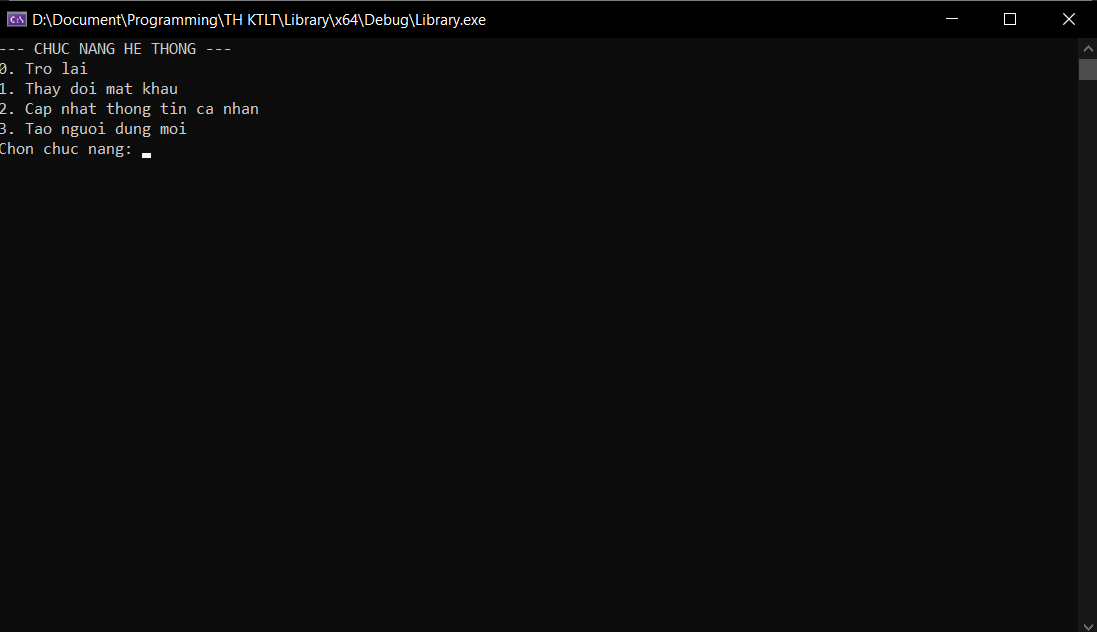 D:\Document\Programming\TH KTLT\Library\x64\Debug\Library.exe
--- CHUC NANG HE THONG ---
0. Tro lai
1. Thay doi mat khau
2. Cap nhat thong tin ca nhan
3. Tao nguoi dung moi
Chon chuc nang: